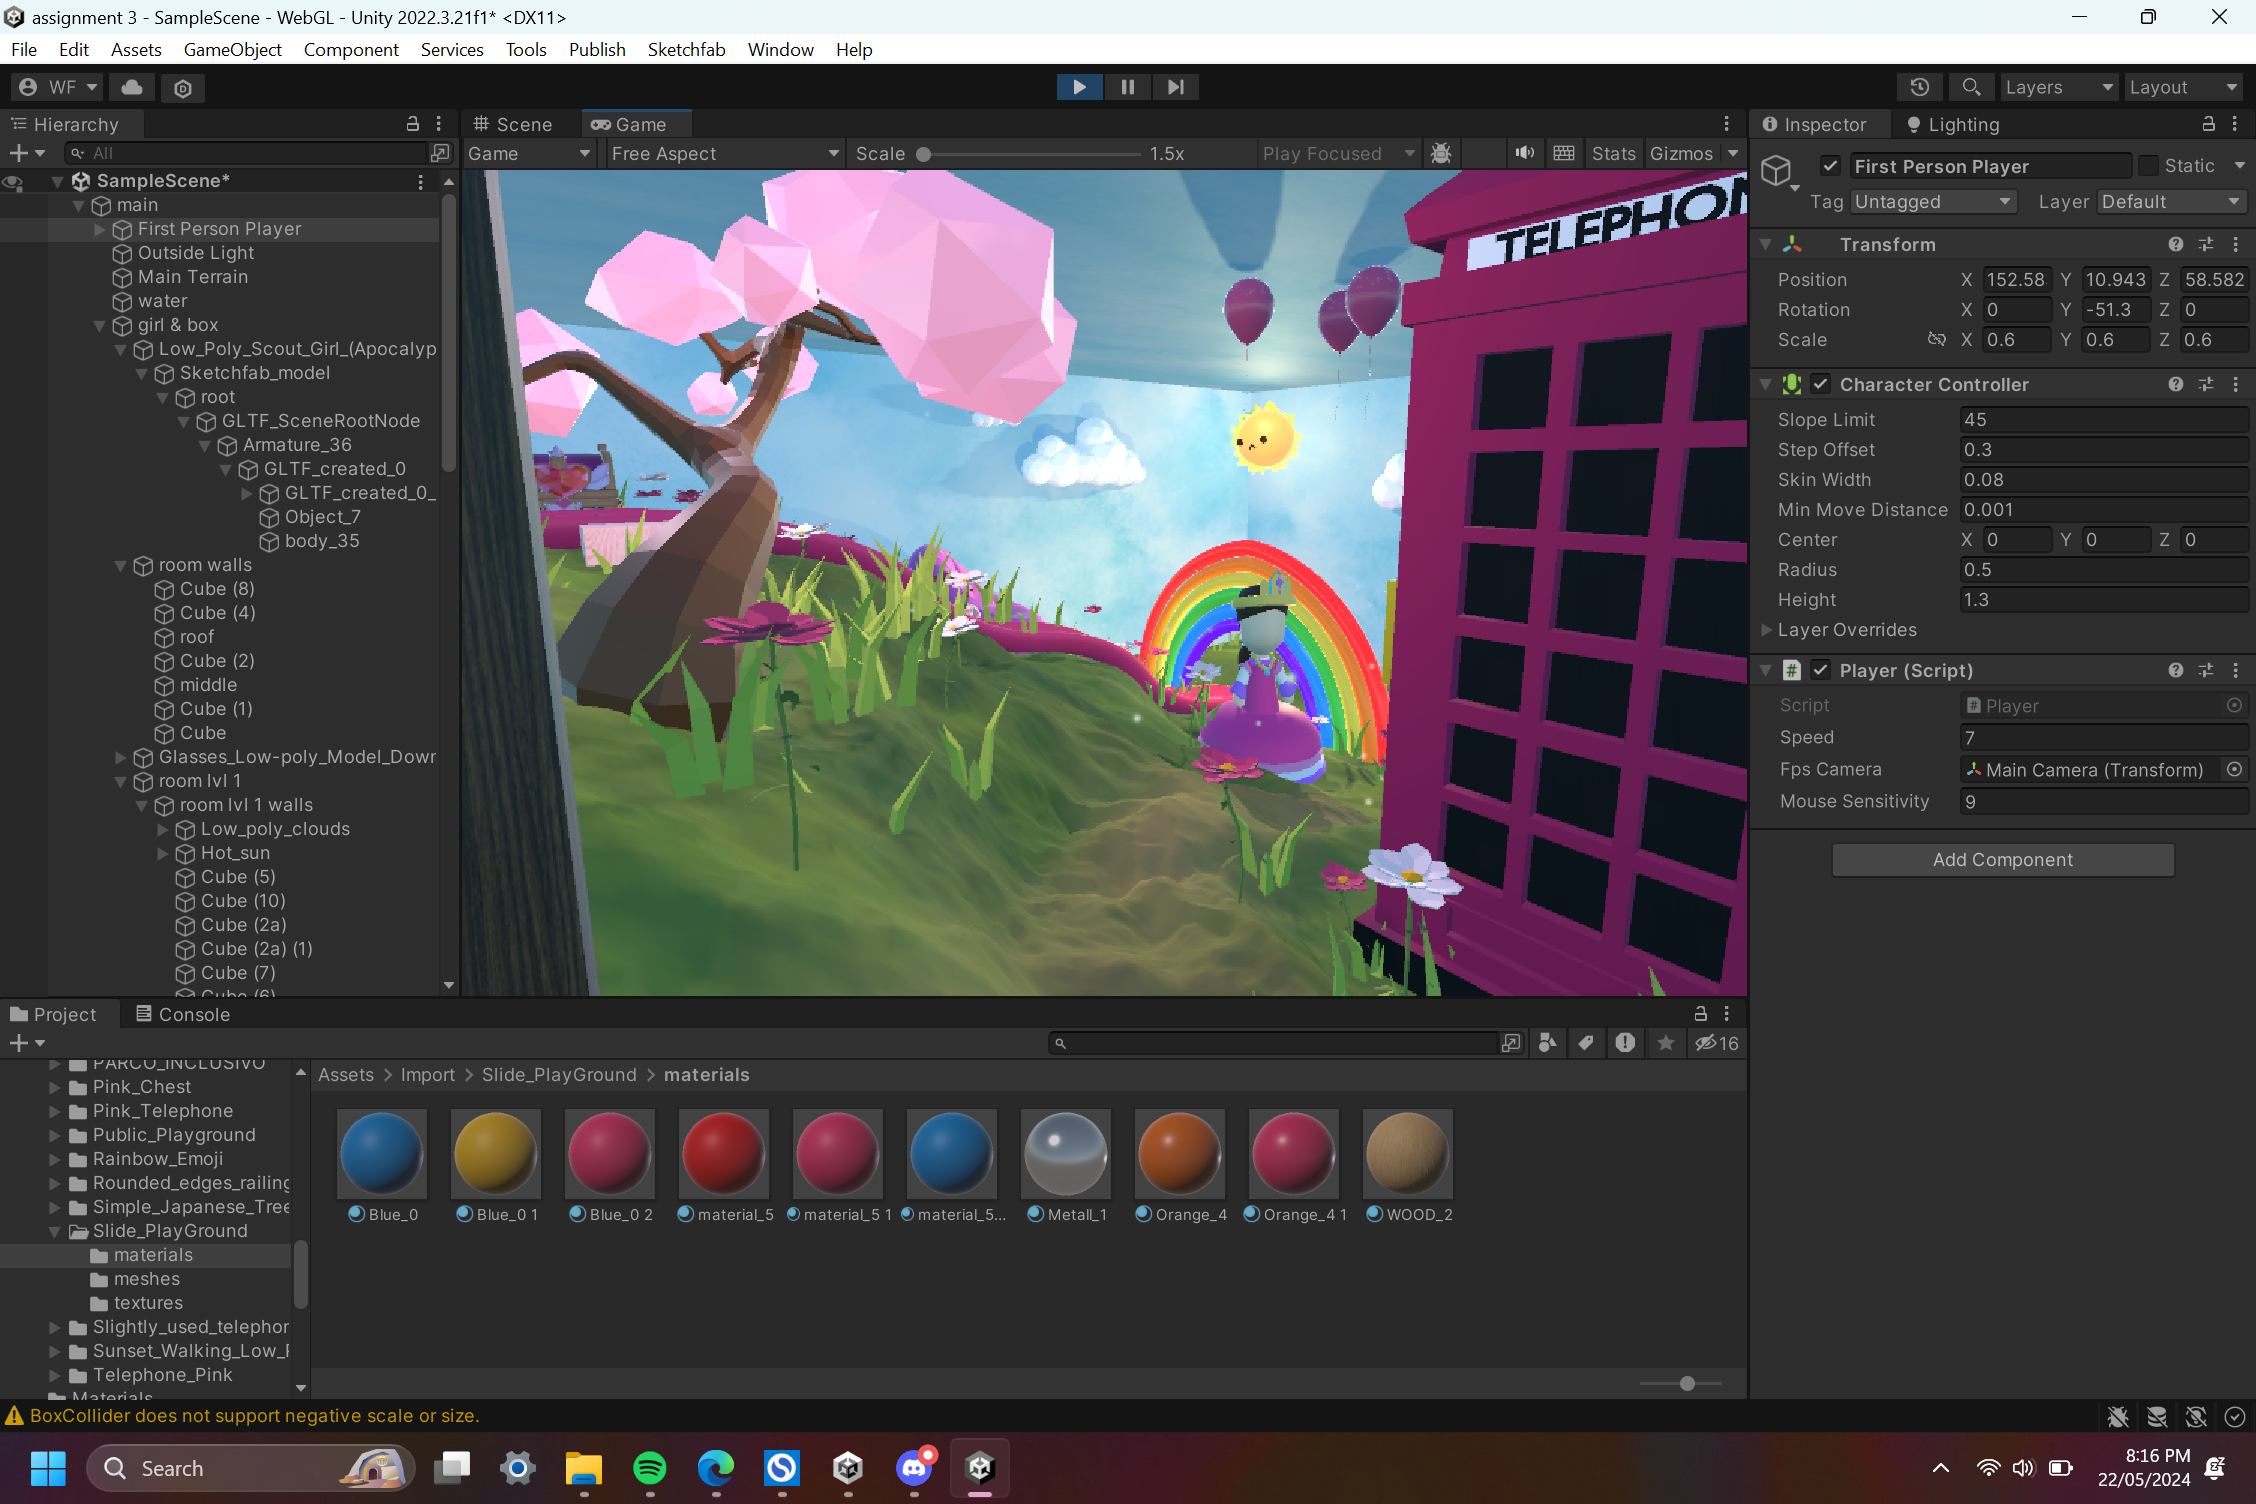 assignment 3 - SampleScene - WebGL - Unity 2022.3.21f1* <DX11>
File Edit Assets GameObject Component Services Tools Publish Sketchfab Window Help
WF
Layers
Layout
Hierarchy
All
SampleScene*
main
First Person Player
Outside Light
Main Terrain
water
girl & box
Low_Poly_Scout_Girl_(Apocalyp
Sketchfab_model
root
GLTF_SceneRootNode
Armature_36
GLTF_created_0
GLTF_created_0_
Object_7
body_35
room walls
Cube (8)
Cube (4)
roof
Cube (2)
middle
Cube (1)
Cube
Glasses_Low-poly_Model_Dowr
room lvl 1
room lvl 1 walls
Low_poly_clouds
Hot_sun
Cube (5)
Cube (10)
Cube (2a)
Cube (2a) (1)
Cube (7)
Cube (6)
Scene Game
Game Free Aspect Scale 1.5x Play Focused Stats Gizmos
TELEPHON
Inspector Lighting
First Person Player Static
Tag Untagged Layer Default
Transform
Position X 152.58 Y 10.943 Z 58.582
Rotation X 0 Y -51.3 Z 0
Scale X 0.6 Y 0.6 Z 0.6
Character Controller
Slope Limit 45
Step Offset 0.3
Skin Width 0.08
Min Move Distance 0.001
Center X 0 Y 0 Z 0
Radius 0.5
Height 1.3
Layer Overrides
# Player (Script)
Script # Player
Speed 7
Fps Camera Main Camera (Transform)
Mouse Sensitivity 9
Add Component
Project Console
16
PARCO_INCLUSIVO
Pink_Chest
Pink_Telephone
Public_Playground
Rainbow_Emoji
Rounded_edges_railing
Simple_Japanese_Tree
Slide_PlayGround
materials
meshes
textures
Slightly_used_telephor
Sunset_Walking_Low_F
Telephone_Pink
Materials
Assets > Import > Slide_PlayGround > materials
Blue_0 Blue_0 1 Blue_0 2 material_5 material_5 1 material_5... Metall_1 Orange_4 Orange_4 1 WOOD_2
BoxCollider does not support negative scale or size.
Search
8:16 PM
22/05/2024